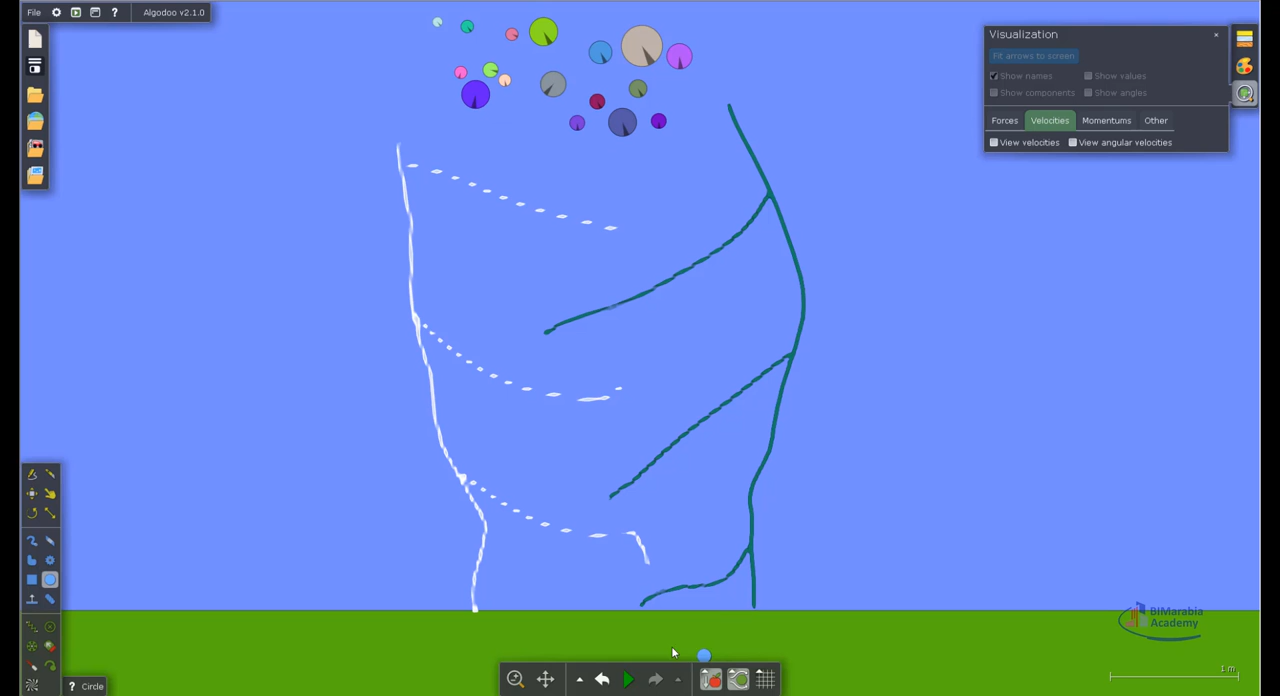 File ? Algodoo v2.1.0
Visualization ×
Fit arrows to screen
Show names Show values
Show components Show angles
Forces Velocities Momentums Other
View velocities View angular velocities
BIMarabia
Academy
1 m
? Circle